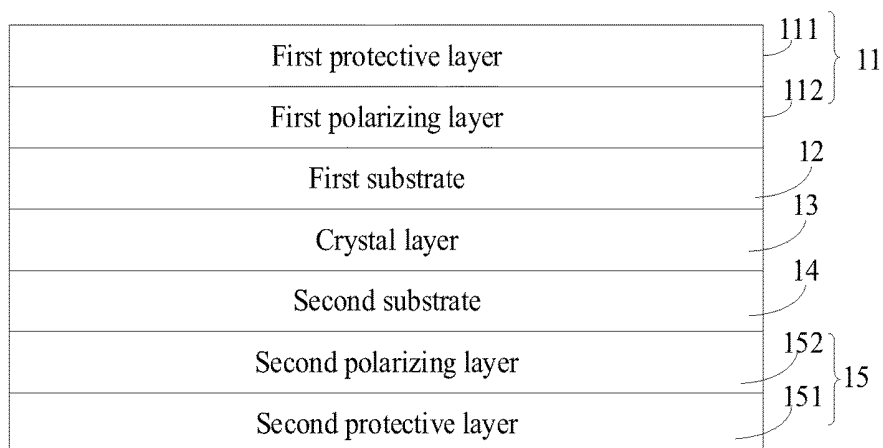 First protective layer 111
11
First polarizing layer 112
First substrate 12
Crystal layer 13
Second substrate 14
Second polarizing layer 152
15
Second protective layer 151